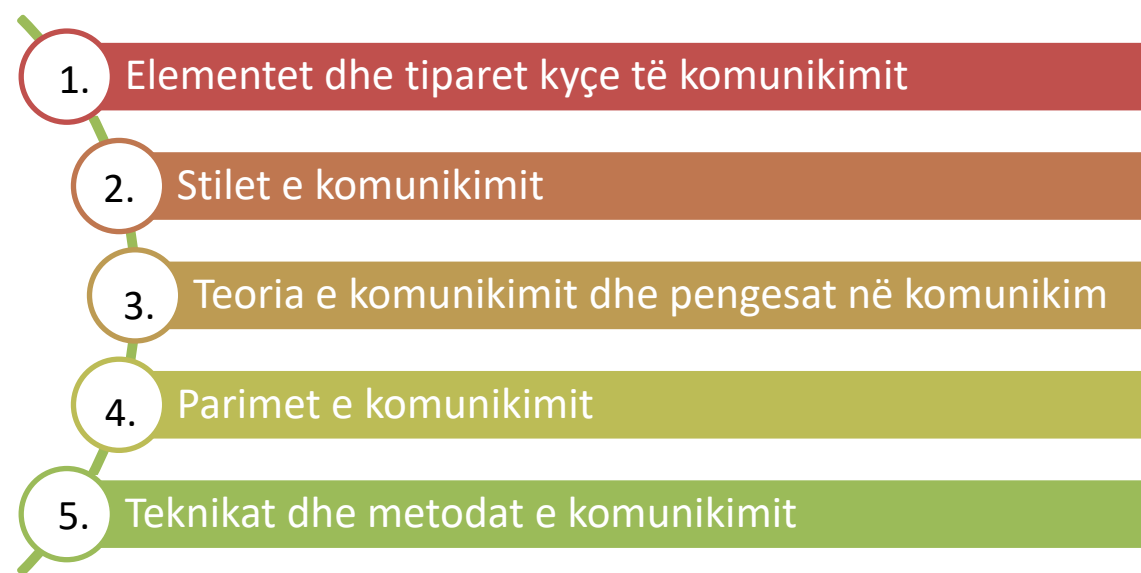 1. Elementet dhe tiparet kyçe të komunikimit
2. Stilet e komunikimit
3. Teoria e komunikimit dhe pengesat në komunikim
4. Parimet e komunikimit
5. Teknikat dhe metodat e komunikimit